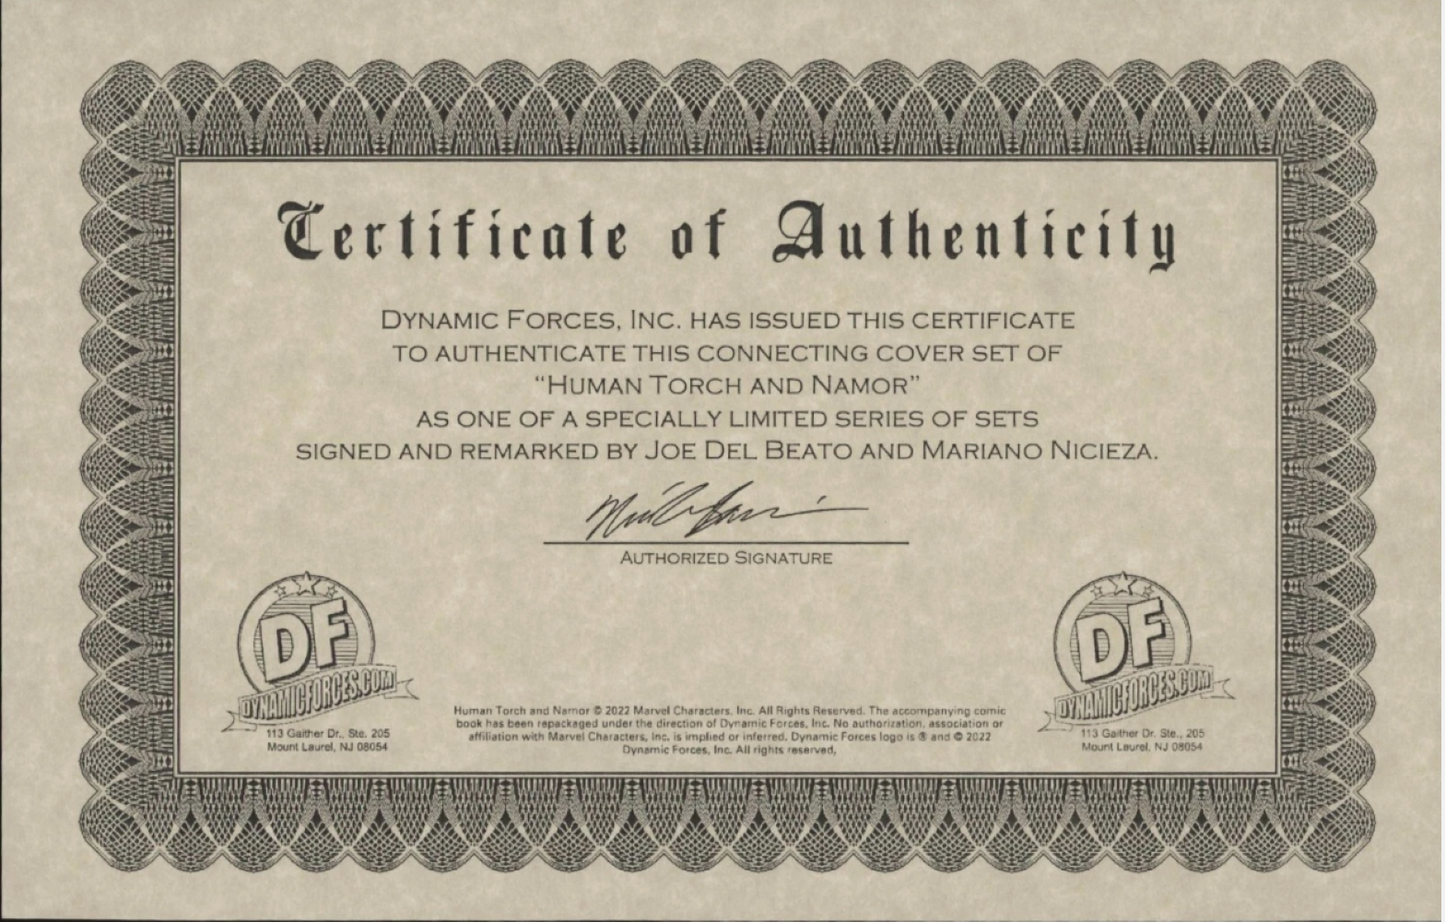 Certificate of Authenticity
DYNAMIC FORCES, INC. HAS ISSUED THIS CERTIFICATE
TO AUTHENTICATE THIS CONNECTING COVER SET OF
“HUMAN TORCH AND NAMOR”
AS ONE OF A SPECIALLY LIMITED SERIES OF SETS
SIGNED AND REMARKED BY JOE DEL BEATO AND MARIANO NICIEZA.
AUTHORIZED SIGNATURE
DF
DYNAMICFORCES.COM
113 Gaither Dr., Ste. 205
Mount Laurel, NJ 08054
Human Torch and Namor © 2022 Marvel Characters, Inc. All Rights Reserved. The accompanying comic
book has been repackaged under the direction of Dynamic Forces, Inc. No authorization, association or
affiliation with Marvel Characters, Inc. is implied or inferred. Dynamic Forces logo is ® and © 2022
Dynamic Forces, Inc. All rights reserved.
DF
DYNAMICFORCES.COM
113 Gaither Dr. Ste., 205
Mount Laurel, NJ 08054